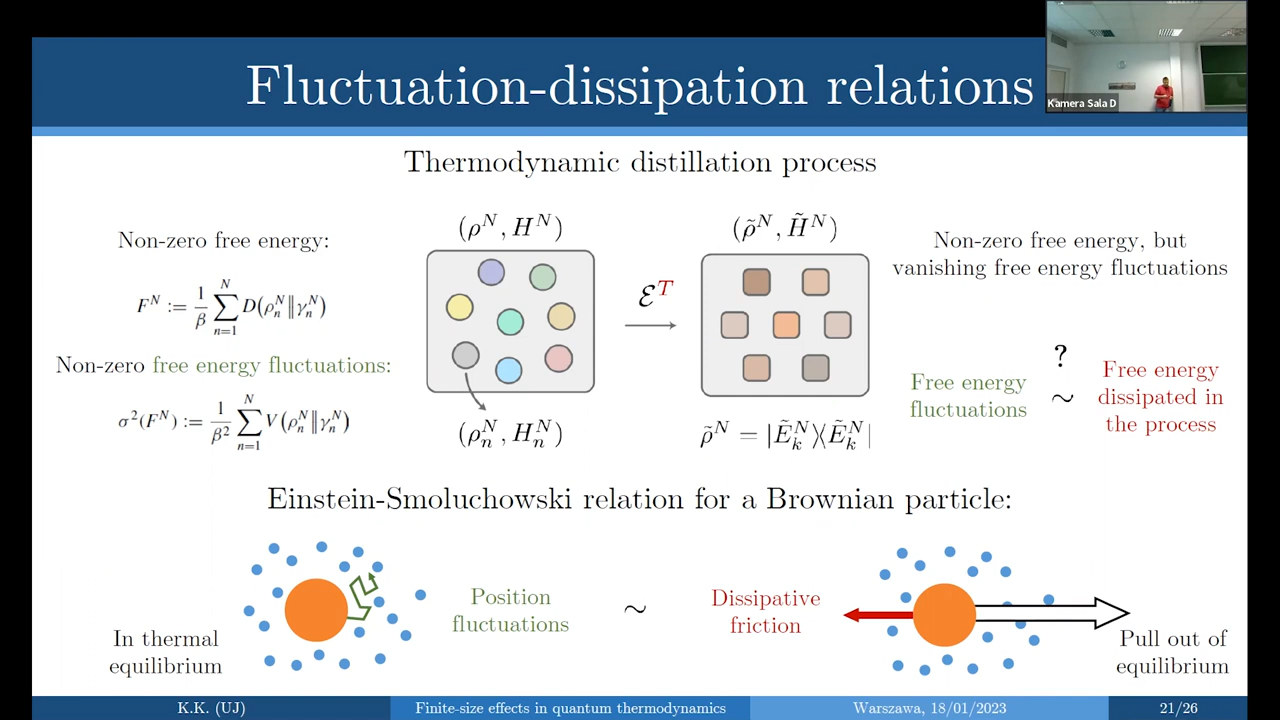 Fluctuation-dissipation relations
Kamera Sala D
Thermodynamic distillation process
Non-zero free energy:
F^N := 1/β ∑_{n=1}^{N} D(ρ_n^N‖γ_n^N)
Non-zero free energy fluctuations:
σ²(F^N) := 1/β² ∑_{n=1}^{N} V(ρ_n^N‖γ_n^N)
(ρ^N, H^N)
(ρ_n^N, H_n^N)
ℰ^T
(ρ̃^N, H̃^N)
ρ̃^N = |Ẽ_k^N⟩⟨Ẽ_k^N|
Non-zero free energy, but
vanishing free energy fluctuations
Free energy
fluctuations
?
∼
Free energy
dissipated in
the process
Einstein-Smoluchowski relation for a Brownian particle:
In thermal
equilibrium
Position
fluctuations
∼
Dissipative
friction
Pull out of
equilibrium
K.K. (UJ)
Finite-size effects in quantum thermodynamics
Warszawa, 18/01/2023
21/26